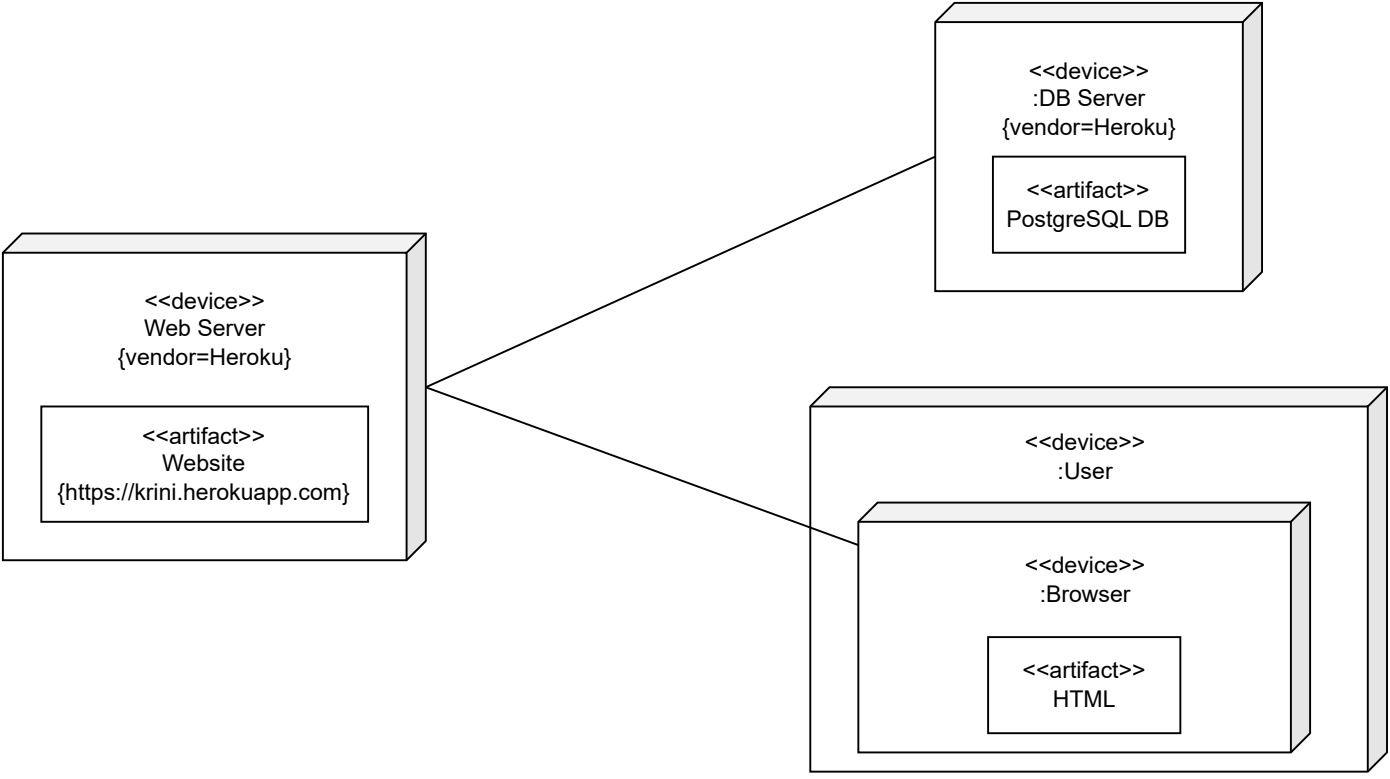 <<device>>
:DB Server
{vendor=Heroku}
<<artifact>>
PostgreSQL DB
<<device>>
Web Server
{vendor=Heroku}
<<artifact>>
Website
{https://krini.herokuapp.com}
<<device>>
:User
<<device>>
:Browser
<<artifact>>
HTML